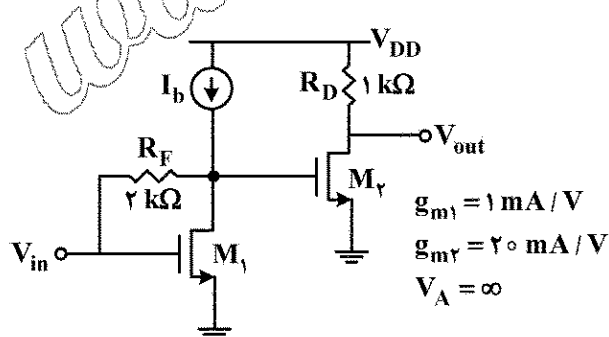 V_DD
I_b
R_D ۱ kΩ
V_out
R_F
۲ kΩ
M_۲
g_m۱ = ۱ mA / V
V_in
M_۱
g_m۲ = ۲۰ mA / V
V_A = ∞